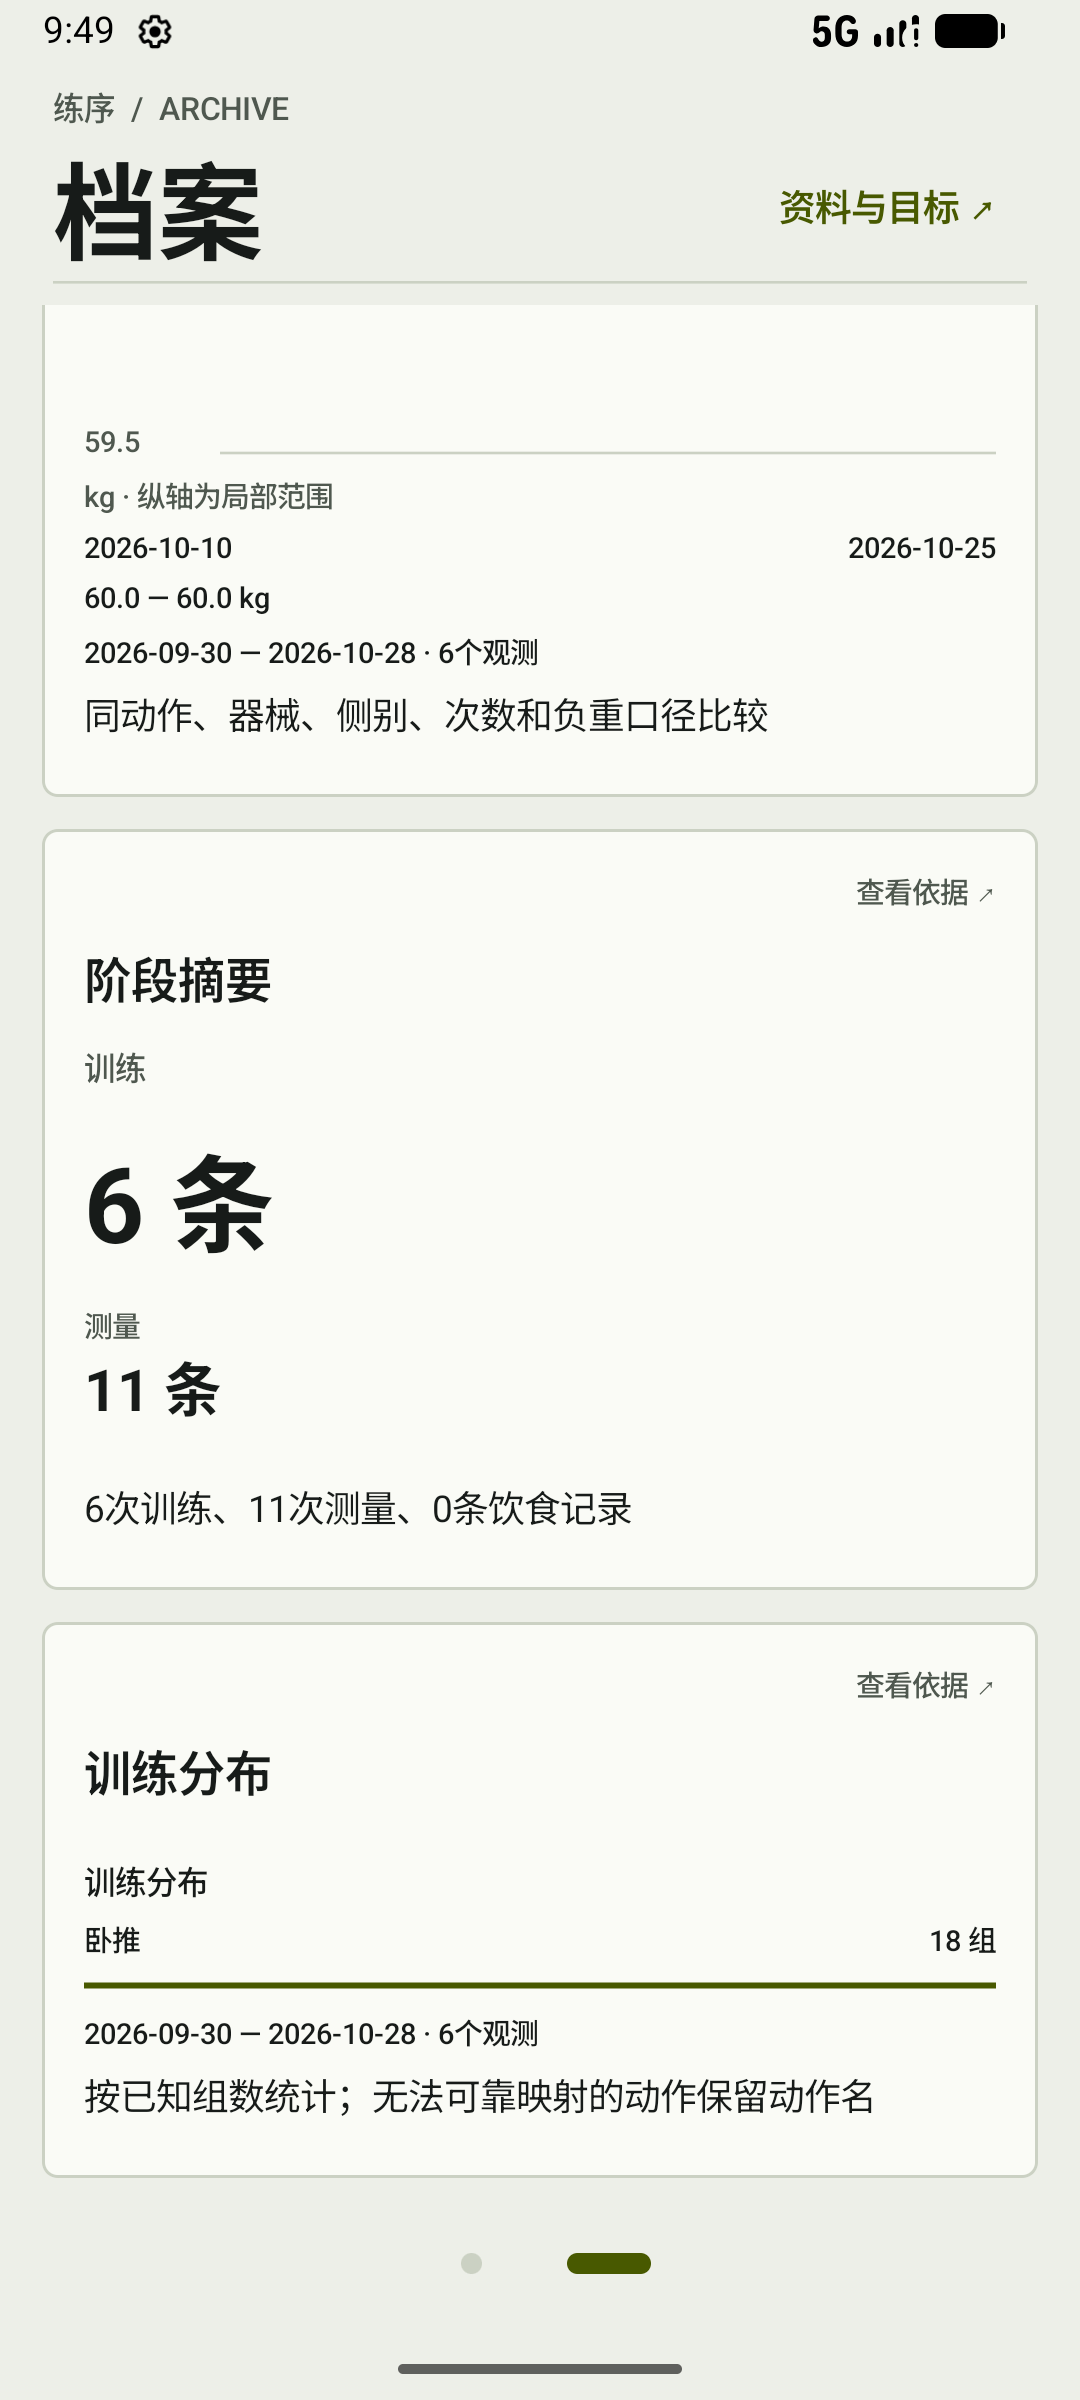 9:49
5G
练序 / ARCHIVE
档案
资料与目标 ↗
59.5
kg · 纵轴为局部范围
2026-10-10 2026-10-25
60.0 — 60.0 kg
2026-09-30 — 2026-10-28 · 6个观测
同动作、器械、侧别、次数和负重口径比较
查看依据 ↗
阶段摘要
训练
6 条
测量
11 条
6次训练、11次测量、0条饮食记录
查看依据 ↗
训练分布
训练分布
卧推 18 组
2026-09-30 — 2026-10-28 · 6个观测
按已知组数统计；无法可靠映射的动作保留动作名